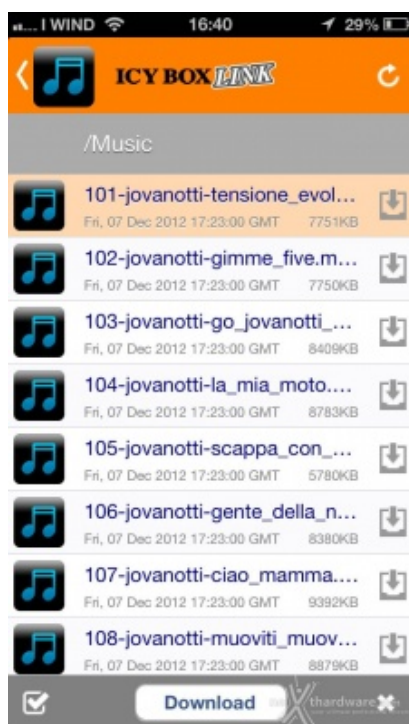 I WIND 16:40 29%
ICY BOX LINK
/Music
101-jovanotti-tensione_evol...
Fri, 07 Dec 2012 17:23:00 GMT 7751KB
102-jovanotti-gimme_five.m...
Fri, 07 Dec 2012 17:23:00 GMT 7750KB
103-jovanotti-go_jovanotti_...
Fri, 07 Dec 2012 17:23:00 GMT 8409KB
104-jovanotti-la_mia_moto....
Fri, 07 Dec 2012 17:23:00 GMT 8783KB
105-jovanotti-scappa_con_...
Fri, 07 Dec 2012 17:23:00 GMT 5780KB
106-jovanotti-gente_della_n...
Fri, 07 Dec 2012 17:23:00 GMT 8380KB
107-jovanotti-ciao_mamma....
Fri, 07 Dec 2012 17:23:00 GMT 9392KB
108-jovanotti-muoviti_muov...
Fri, 07 Dec 2012 17:23:00 GMT 8879KB
Download